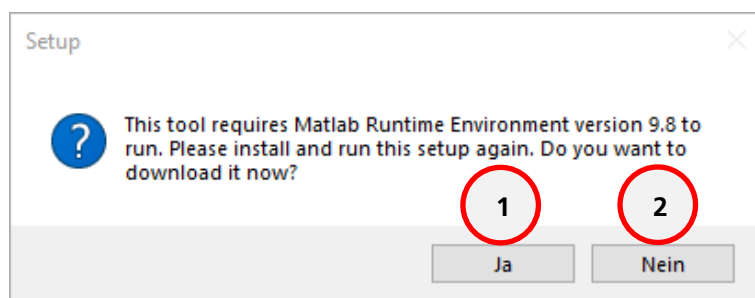 Setup
This tool requires Matlab Runtime Environment version 9.8 to
run. Please install and run this setup again. Do you want to
download it now?
1 2
Ja Nein